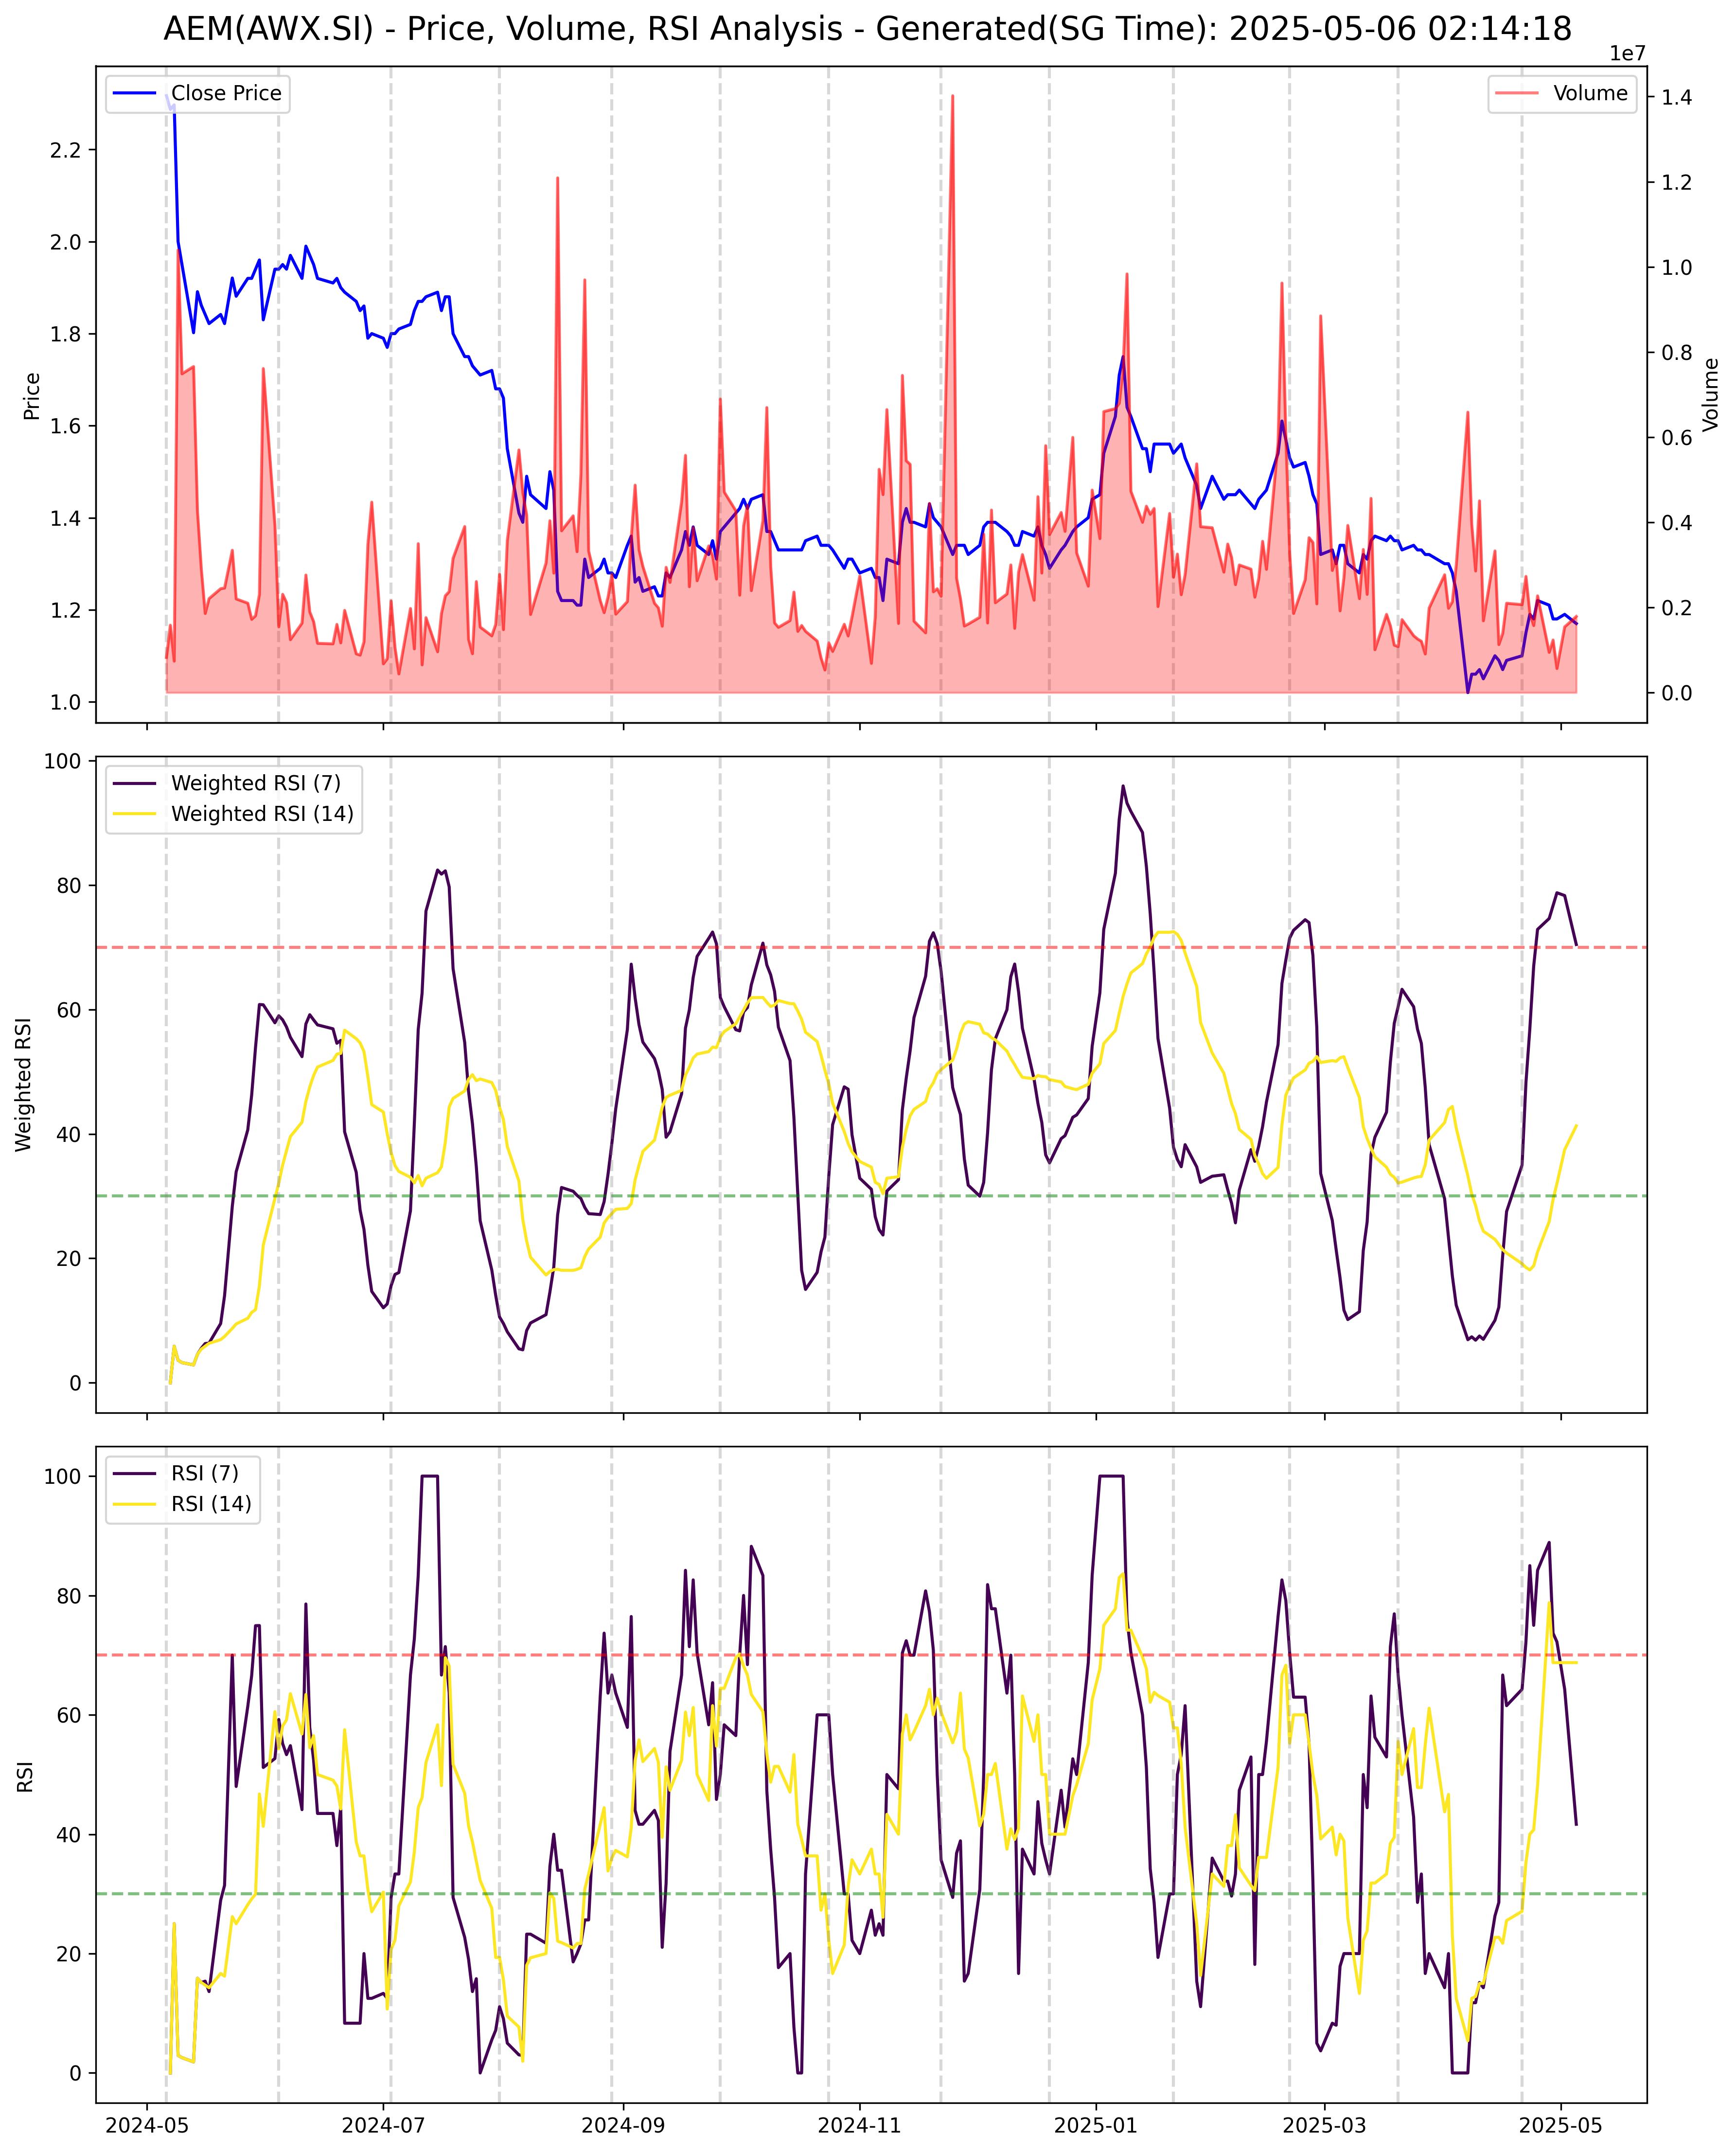 AEM(AWX.SI) - Price, Volume, RSI Analysis - Generated(SG Time): 2025-05-06 02:14:18
1e7
Close Price
Volume
2.2
2.0
1.8
1.6
1.4
1.2
1.0
Price
1.4
1.2
1.0
0.8
0.6
0.4
0.2
0.0
Volume
Weighted RSI (7)
Weighted RSI (14)
100
80
60
40
20
0
Weighted RSI
RSI (7)
RSI (14)
100
80
60
40
20
0
RSI
2024-05
2024-07
2024-09
2024-11
2025-01
2025-03
2025-05